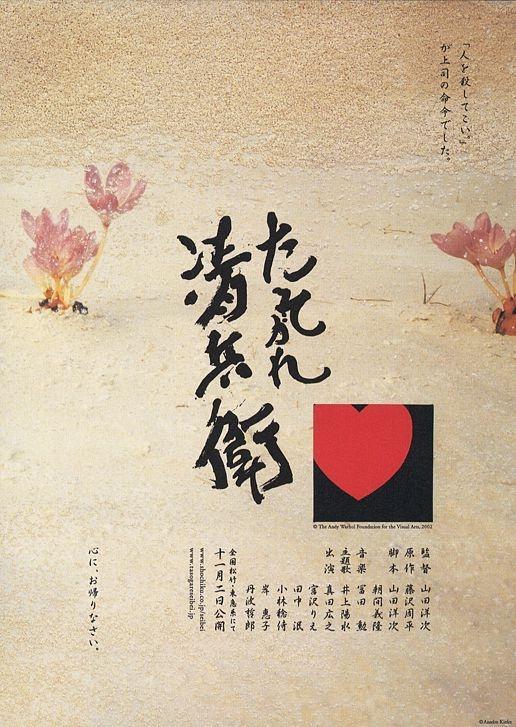 「人を殺してこい。」
が上司の命令でした。
たそがれ
清兵衛
© The Andy Warhol Foundation for the Visual Arts, 2002
監督 山田洋次
原作 藤沢周平
脚本 山田洋次
朝間義隆
音楽 冨田 勲
主題歌 井上陽水
出演 真田広之
宮沢りえ
田中 泯
小林稔侍
岸 惠子
丹波哲郎
全国松竹・東急系にて
十一月二日公開
www.shochiku.co.jp/seibei
www.tasogareseibei.jp
心に、お帰りなさい。
©Anselm Kiefer